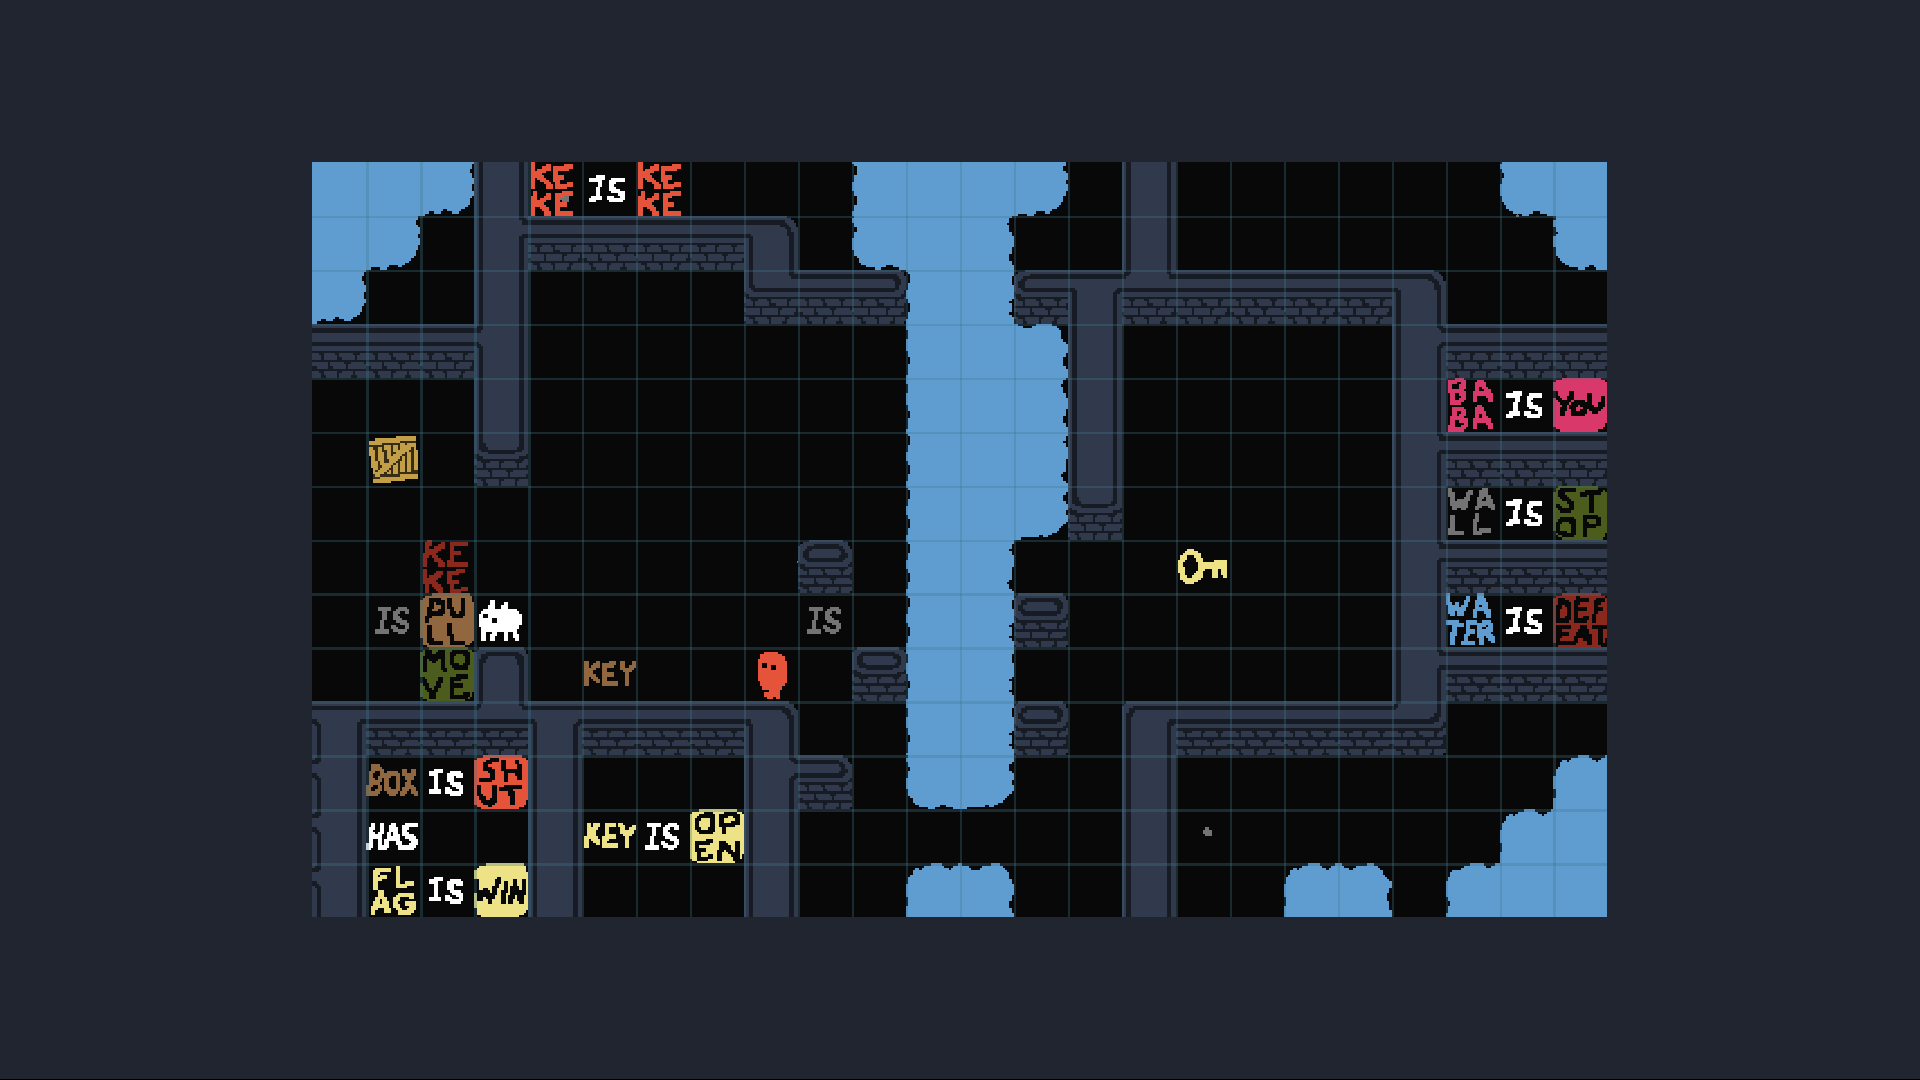 KEKE IS KEKE
BABA IS YOU
WALL IS STOP
KEKE
IS PULL
IS
WATER IS DEFEAT
MOVE
KEY
BOX IS SHUT
HAS
KEY IS OPEN
FLAG IS WIN